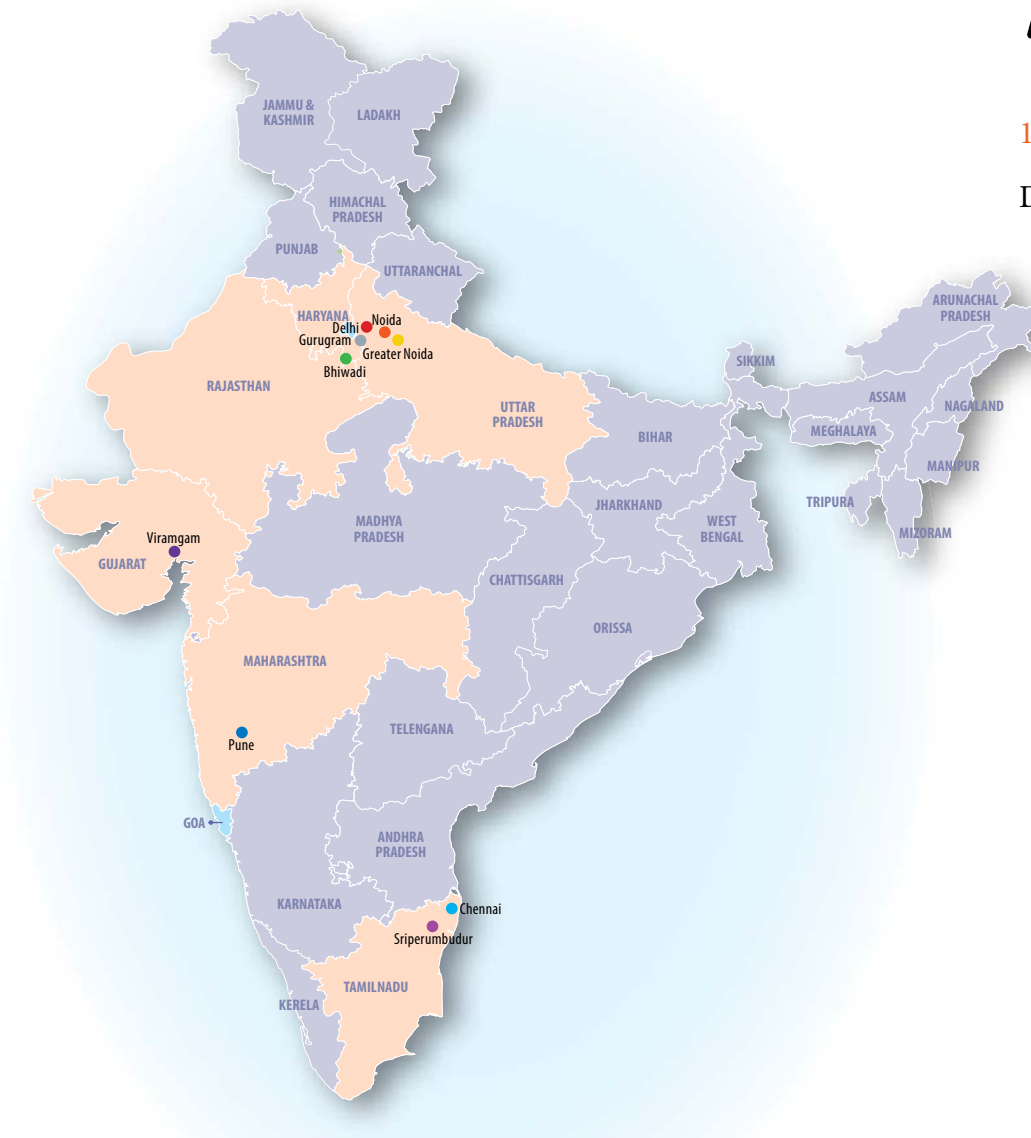 1
D
JAMMU &
KASHMIR
LADAKH
HIMACHAL
PRADESH
PUNJAB
UTTARANCHAL
ARUNACHAL
PRADESH
HARYANA
Delhi
Noida
Gurugram
Greater Noida
Bhiwadi
SIKKIM
RAJASTHAN
ASSAM
NAGALAND
UTTAR
PRADESH
MEGHALAYA
BIHAR
MANIPUR
TRIPURA
JHARKHAND
MADHYA
PRADESH
WEST
BENGAL
MIZORAM
Viramgam
GUJARAT
CHATTISGARH
ORISSA
MAHARASHTRA
TELENGANA
Pune
GOA
ANDHRA
PRADESH
KARNATAKA
Chennai
Sriperumbudur
TAMILNADU
KERELA